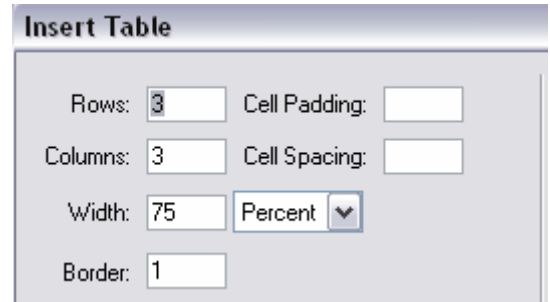 Insert Table
Rows: 3 Cell Padding:
Columns: 3 Cell Spacing:
Width: 75 Percent
Border: 1